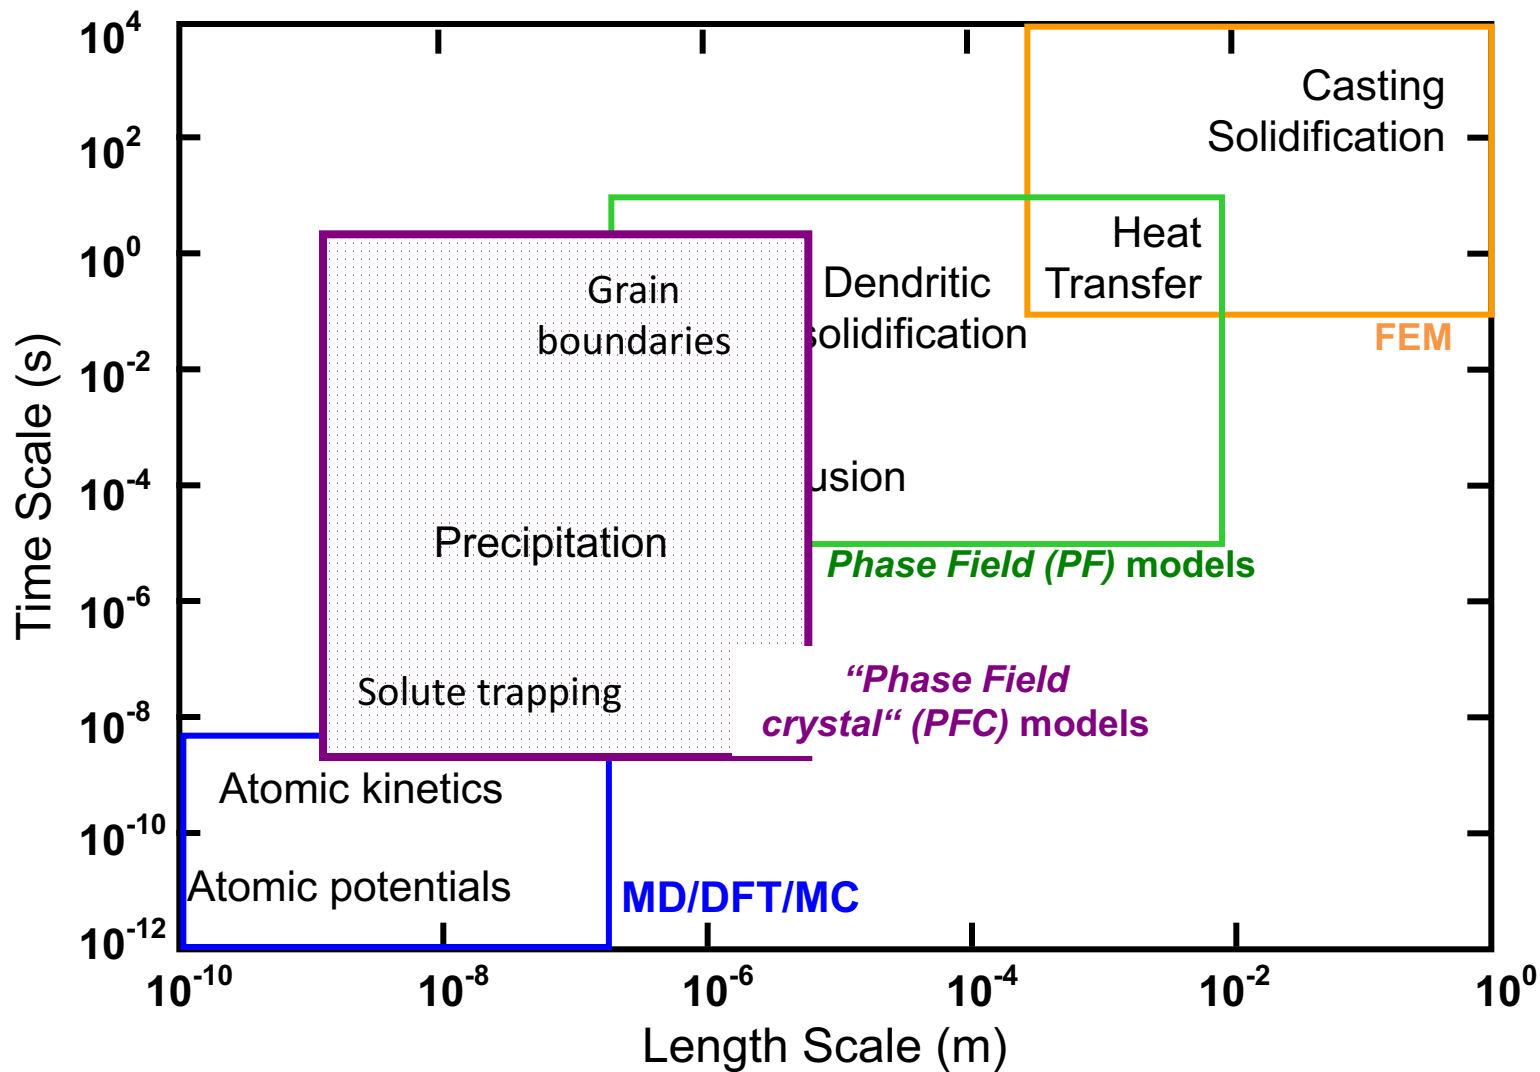 10^4
Casting
Solidification
10^2
Heat
Transfer
10^0
Grain
boundaries
Dendritic
solidification
FEM
10^-2
10^-4
usion
Precipitation
Phase Field (PF) models
10^-6
Solute trapping
“Phase Field
crystal“ (PFC) models
10^-8
Atomic kinetics
10^-10
Atomic potentials
MD/DFT/MC
10^-12
Time Scale (s)
10^-10
10^-8
10^-6
10^-4
10^-2
10^0
Length Scale (m)